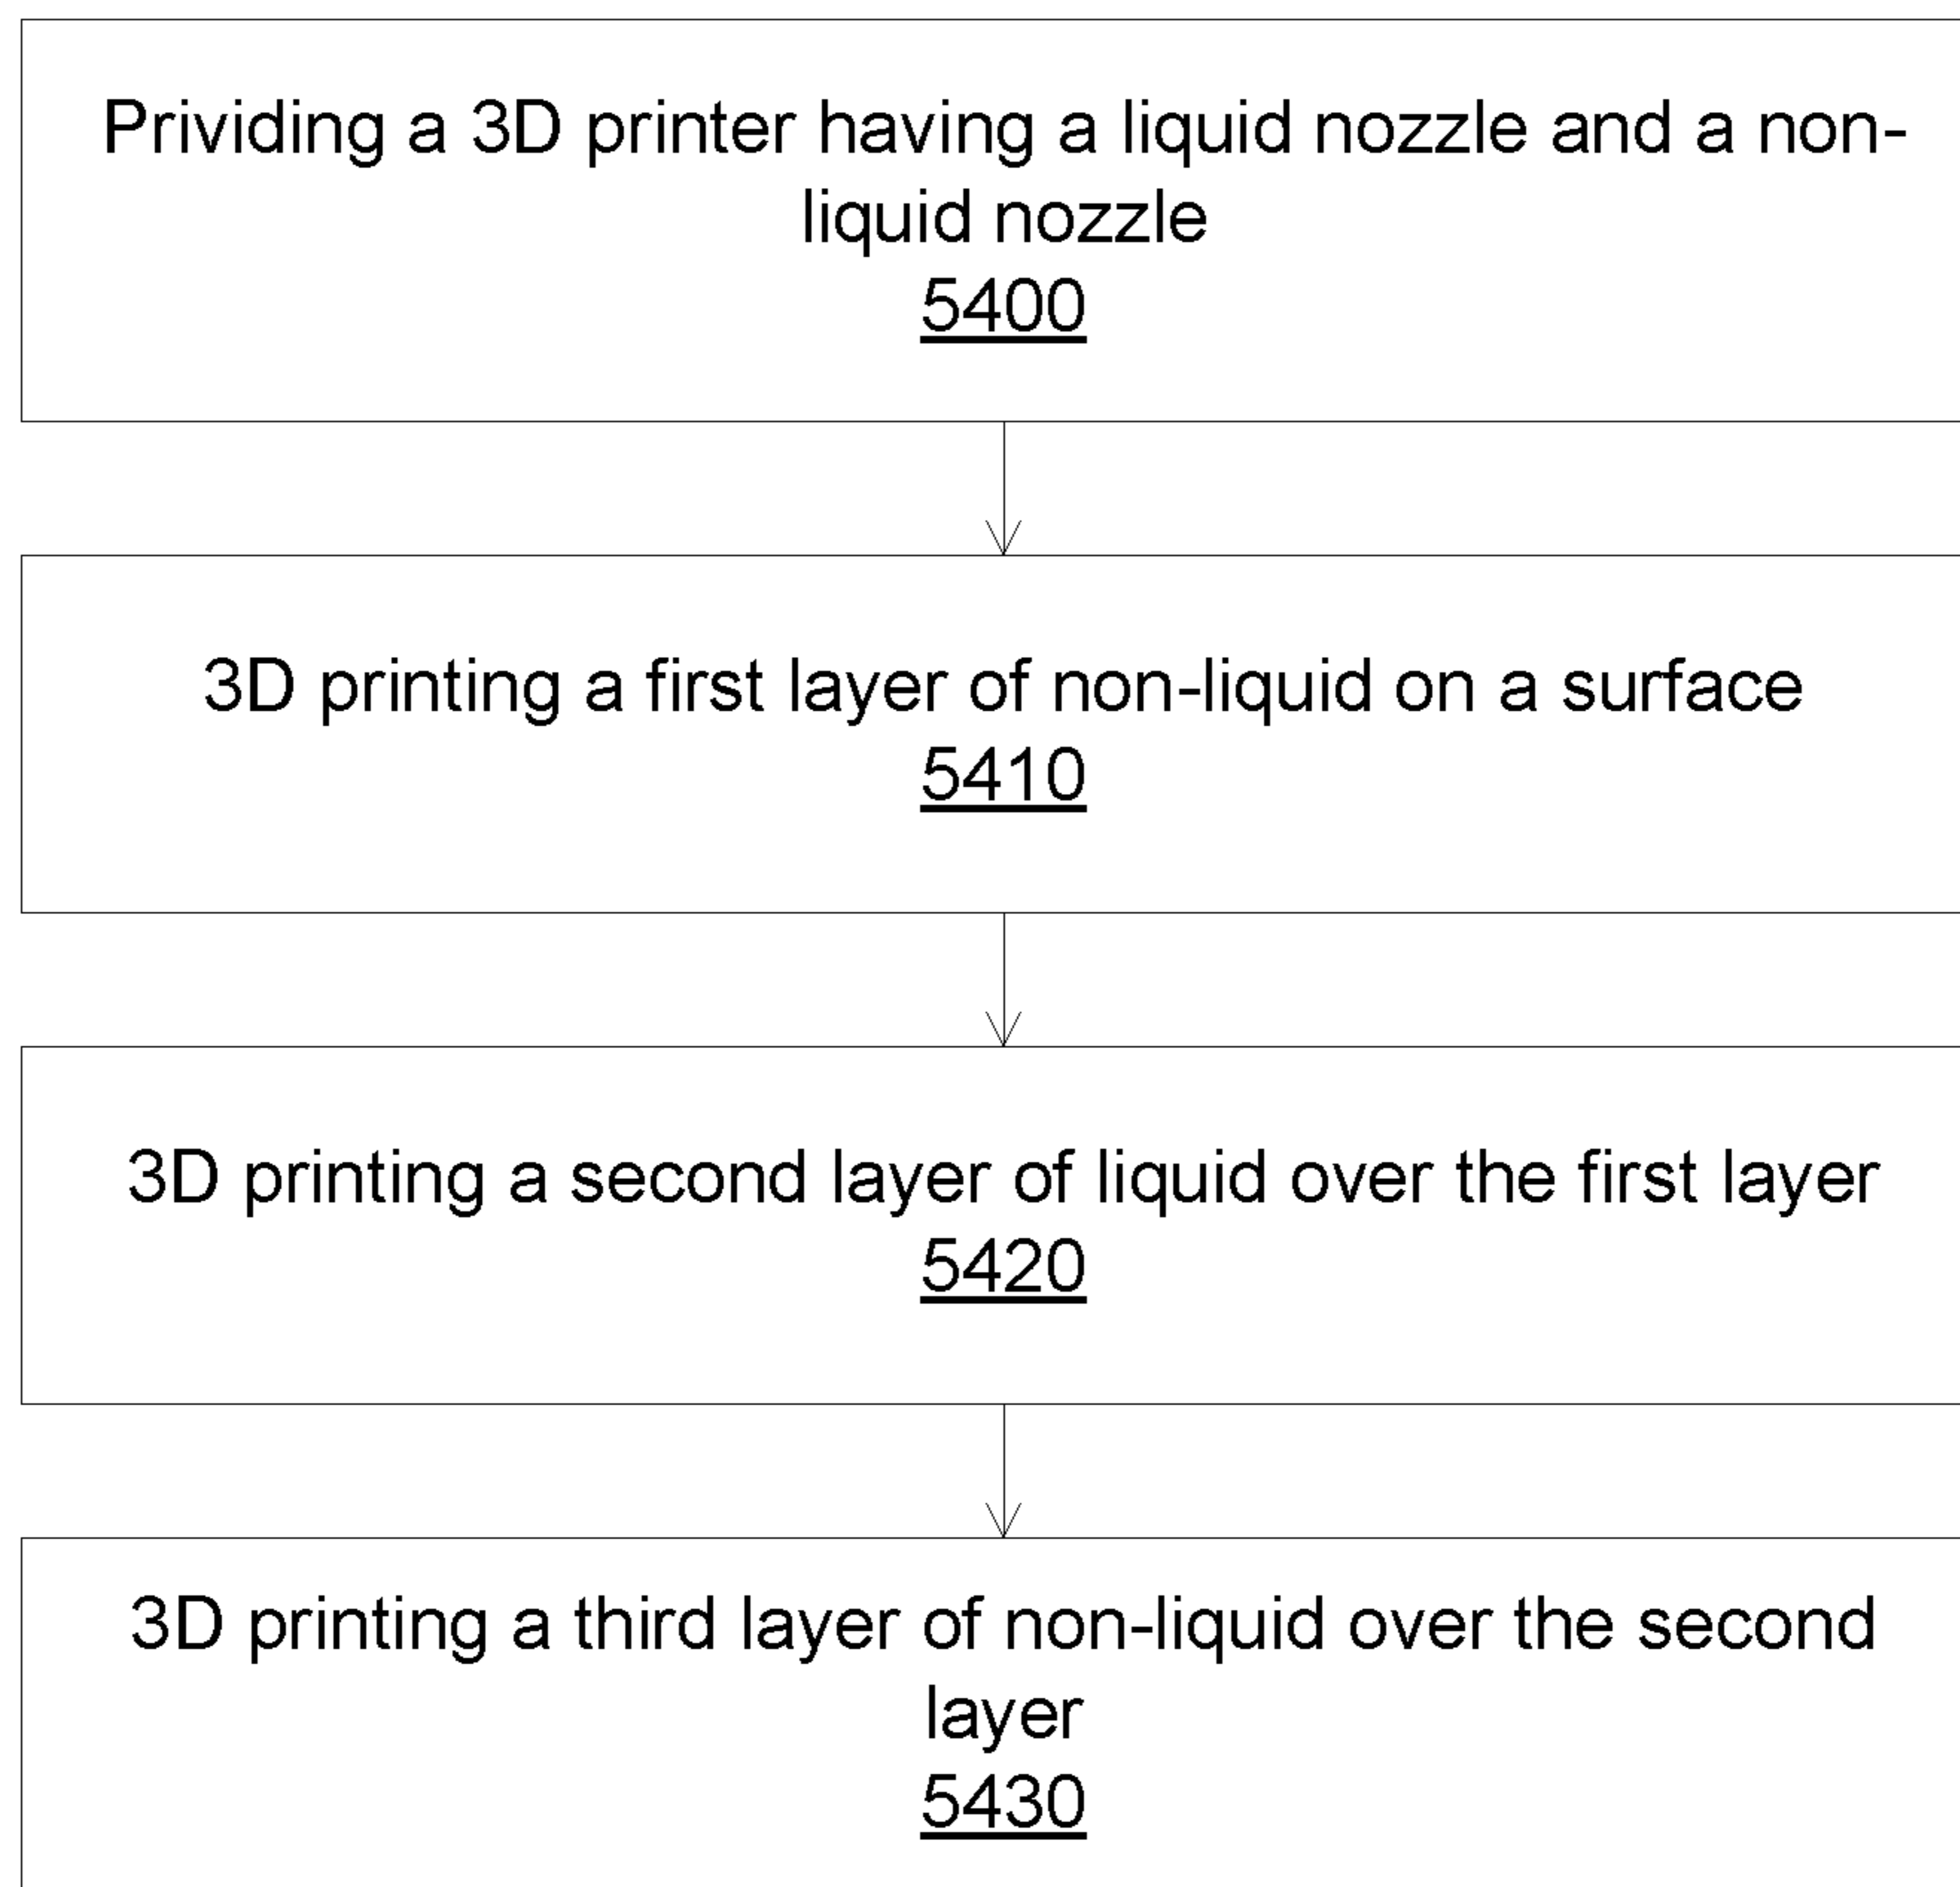 Prividing a 3D printer having a liquid nozzle and a non-
liquid nozzle
5400
3D printing a first layer of non-liquid on a surface
5410
3D printing a second layer of liquid over the first layer
5420
3D printing a third layer of non-liquid over the second
layer
5430